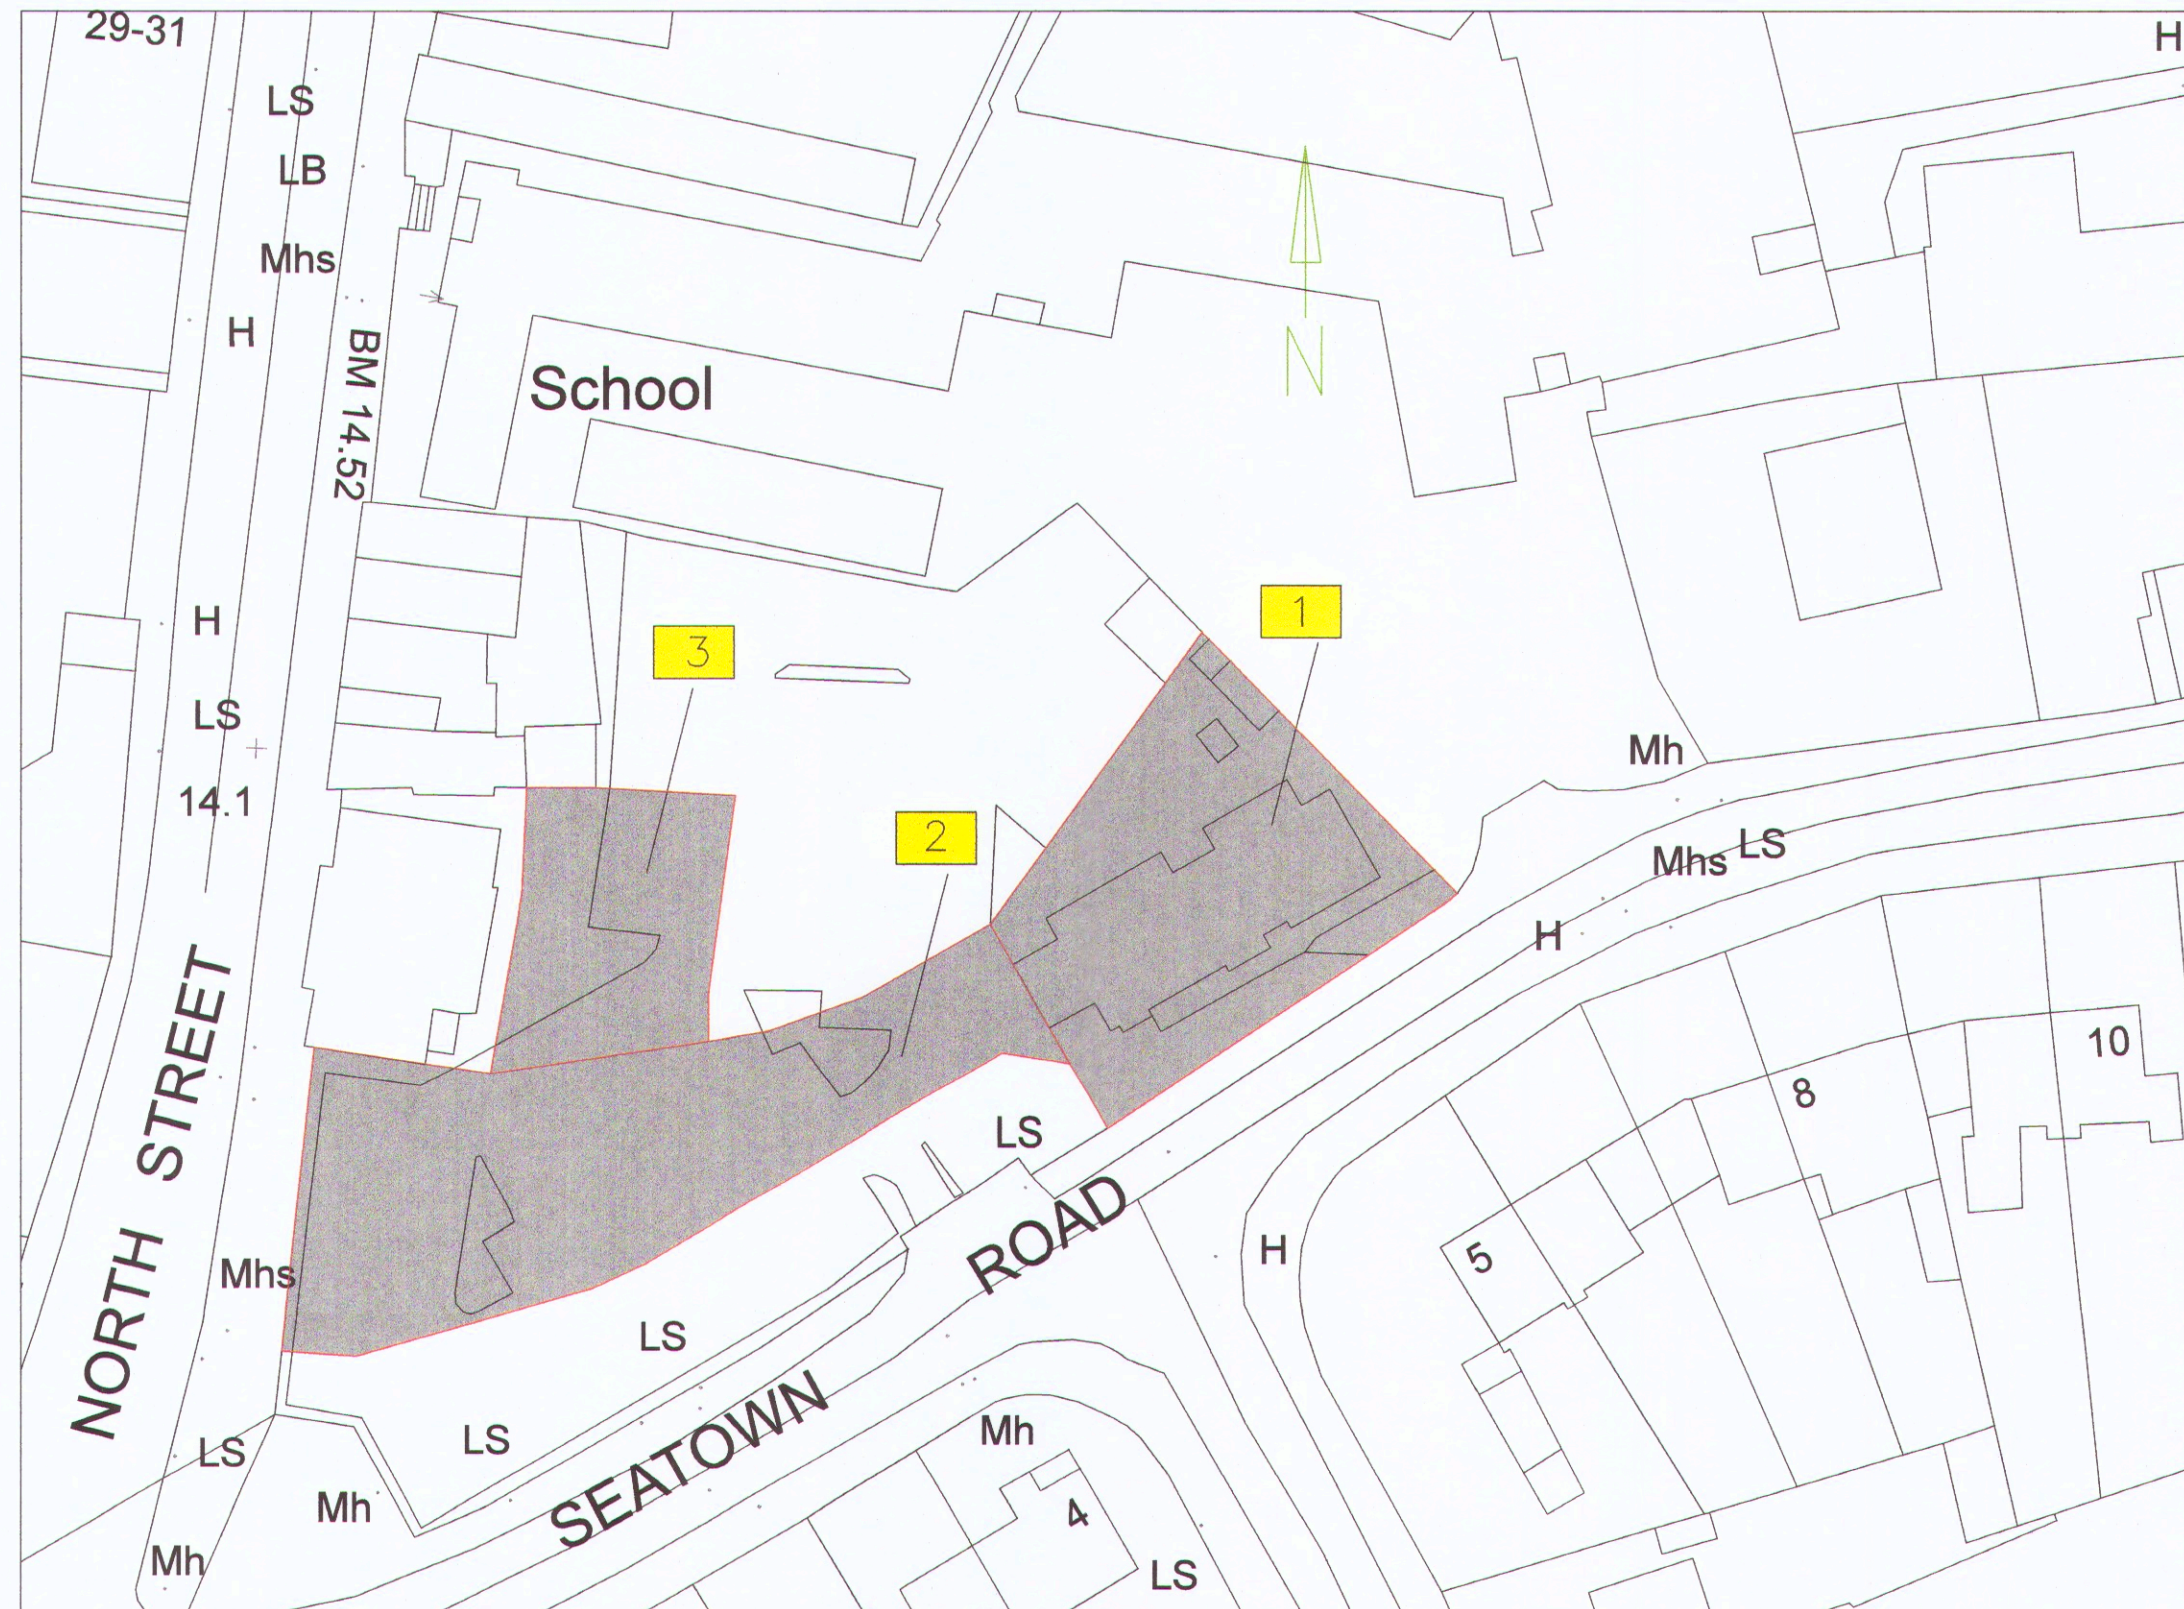 29-31
H
LS
LB
Mhs
H
BM 14.52
School
N
1
H
3
LS
Mh
14.1
2
Mhs
LS
H
NORTH STREET
10
8
LS
ROAD
Mhs
H
5
LS
SEATOWN
LS
LS
Mh
Mh
4
Mh
LS